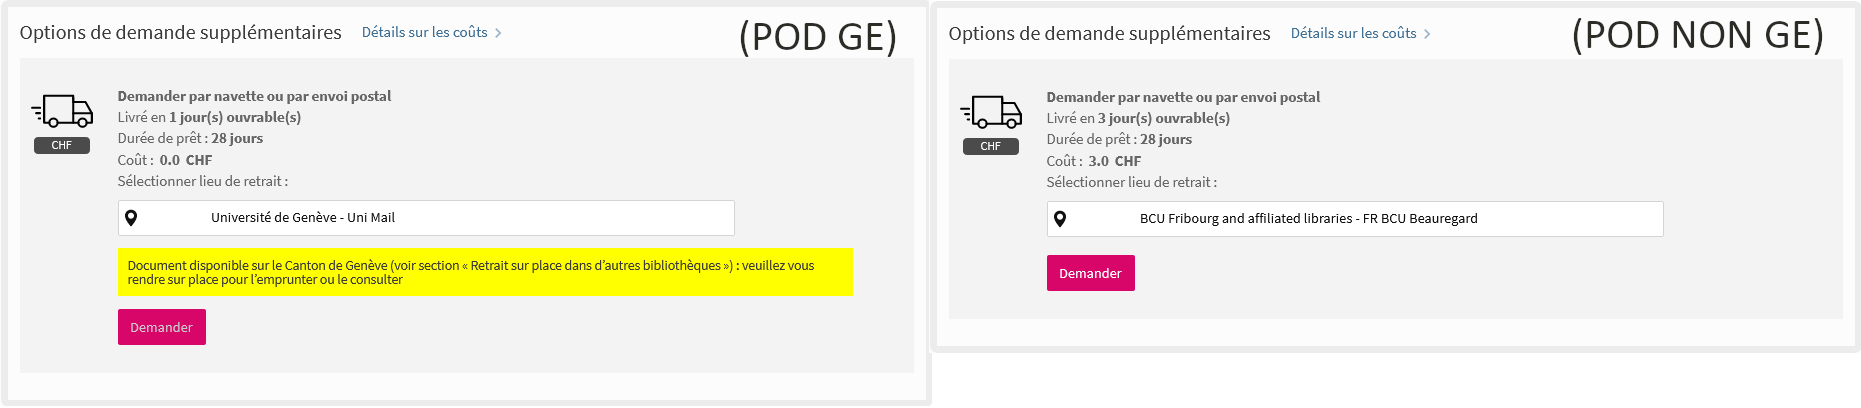 Options de demande supplémentaires Détails sur les coûts
(POD GE)
Demander par navette ou par envoi postal
Livré en 1 jour(s) ouvrable(s)
CHF
Durée de prêt : 28 jours
Coût : 0.0 CHF
Sélectionner lieu de retrait :
Université de Genève - Uni Mail
Document disponible sur le Canton de Genève (voir section « Retrait sur place dans d’autres bibliothèques ») : veuillez vous
rendre sur place pour l’emprunter ou le consulter
Demander
Options de demande supplémentaires Détails sur les coûts
(POD NON GE)
Demander par navette ou par envoi postal
Livré en 3 jour(s) ouvrable(s)
CHF
Durée de prêt : 28 jours
Coût : 3.0 CHF
Sélectionner lieu de retrait :
BCU Fribourg and affiliated libraries - FR BCU Beauregard
Demander